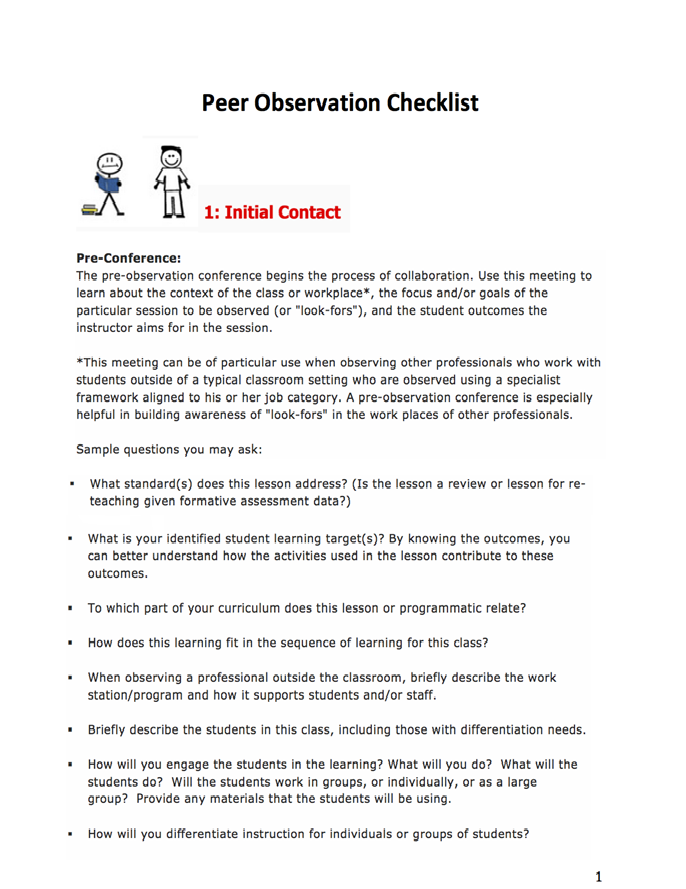 Peer Observation Checklist
1: Initial Contact
Pre-Conference:
The pre-observation conference begins the process of collaboration. Use this meeting to
learn about the context of the class or workplace*, the focus and/or goals of the
particular session to be observed (or "look-fors"), and the student outcomes the
instructor aims for in the session.
*This meeting can be of particular use when observing other professionals who work with
students outside of a typical classroom setting who are observed using a specialist
framework aligned to his or her job category. A pre-observation conference is especially
helpful in building awareness of "look-fors" in the work places of other professionals.
Sample questions you may ask:
▪ What standard(s) does this lesson address? (Is the lesson a review or lesson for re-
teaching given formative assessment data?)
▪ What is your identified student learning target(s)? By knowing the outcomes, you
can better understand how the activities used in the lesson contribute to these
outcomes.
▪ To which part of your curriculum does this lesson or programmatic relate?
▪ How does this learning fit in the sequence of learning for this class?
▪ When observing a professional outside the classroom, briefly describe the work
station/program and how it supports students and/or staff.
▪ Briefly describe the students in this class, including those with differentiation needs.
▪ How will you engage the students in the learning? What will you do? What will the
students do? Will the students work in groups, or individually, or as a large
group? Provide any materials that the students will be using.
▪ How will you differentiate instruction for individuals or groups of students?
1